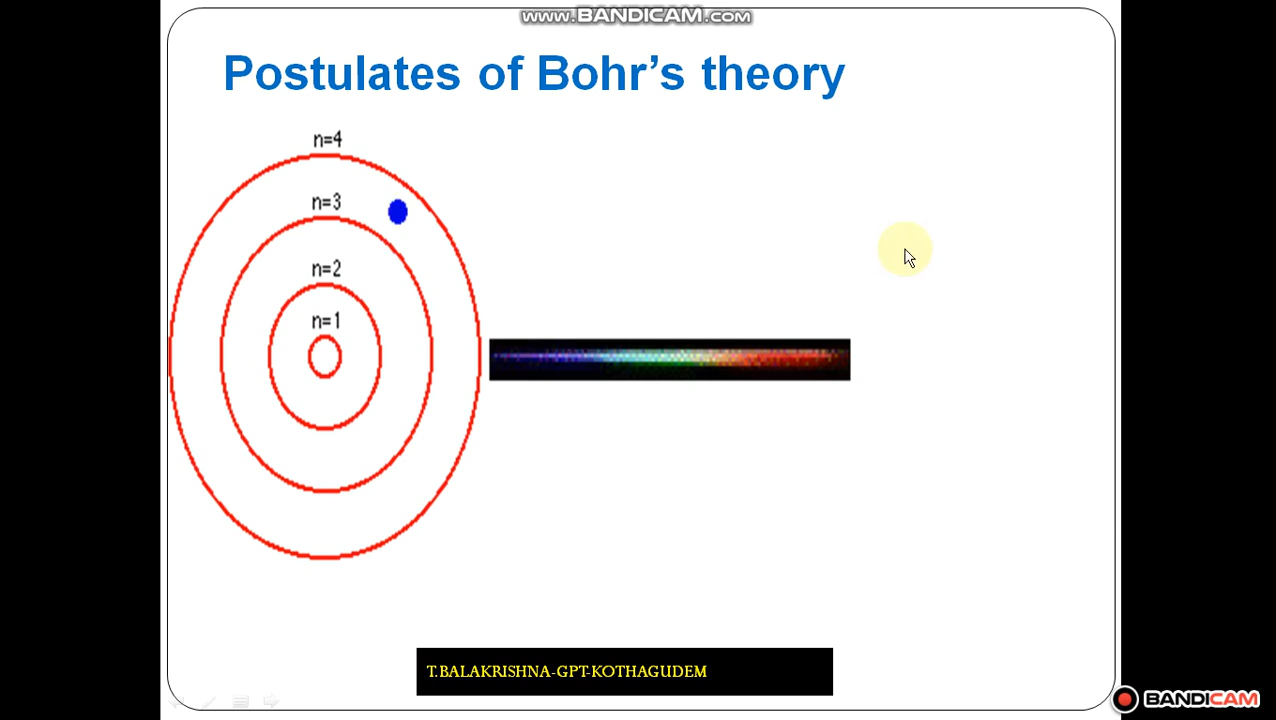 WWW.BANDICAM.COM
Postulates of Bohr’s theory
n=4
n=3
n=2
n=1
T.BALAKRISHNA-GPT-KOTHAGUDEM
BANDICAM